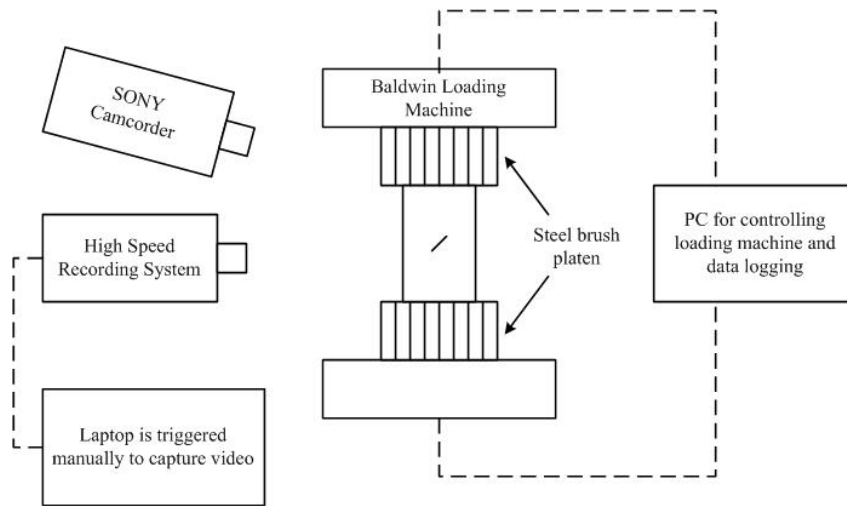 SONY
Camcorder
Baldwin Loading
Machine
High Speed
Recording System
Steel brush
platen
PC for controlling
loading machine and
data logging
Laptop is triggered
manually to capture video